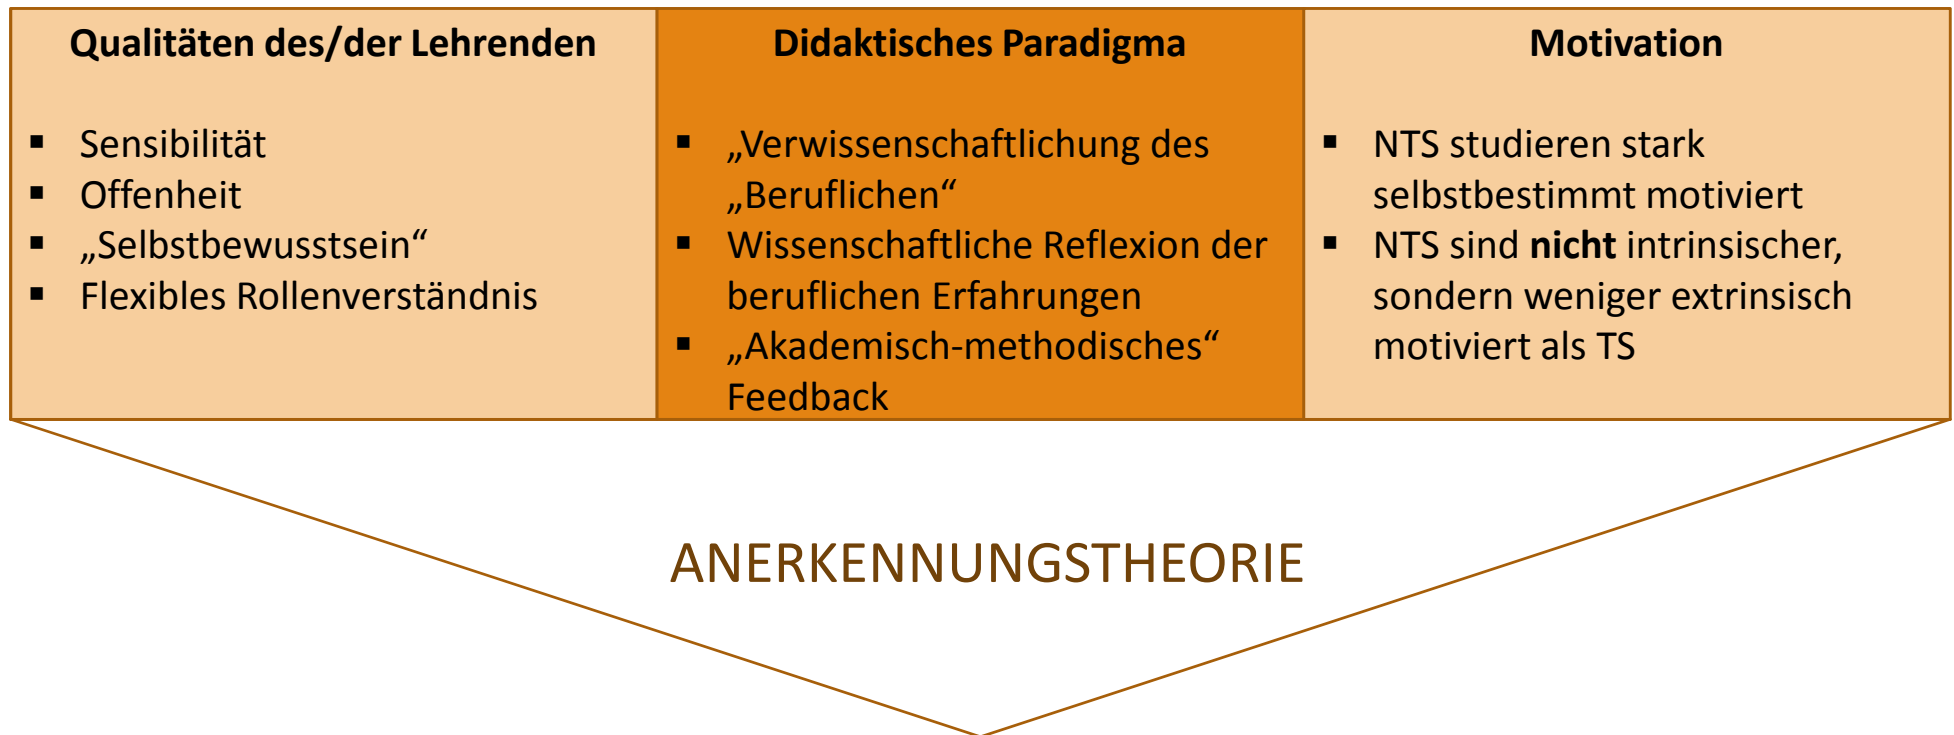 Qualitäten des/der Lehrenden
▪ Sensibilität
▪ Offenheit
▪ „Selbstbewusstsein“
▪ Flexibles Rollenverständnis
Didaktisches Paradigma
▪ „Verwissenschaftlichung des
„Beruflichen“
▪ Wissenschaftliche Reflexion der
beruflichen Erfahrungen
▪ „Akademisch-methodisches“
Feedback
Motivation
▪ NTS studieren stark
selbstbestimmt motiviert
▪ NTS sind nicht intrinsischer,
sondern weniger extrinsisch
motiviert als TS
ANERKENNUNGSTHEORIE